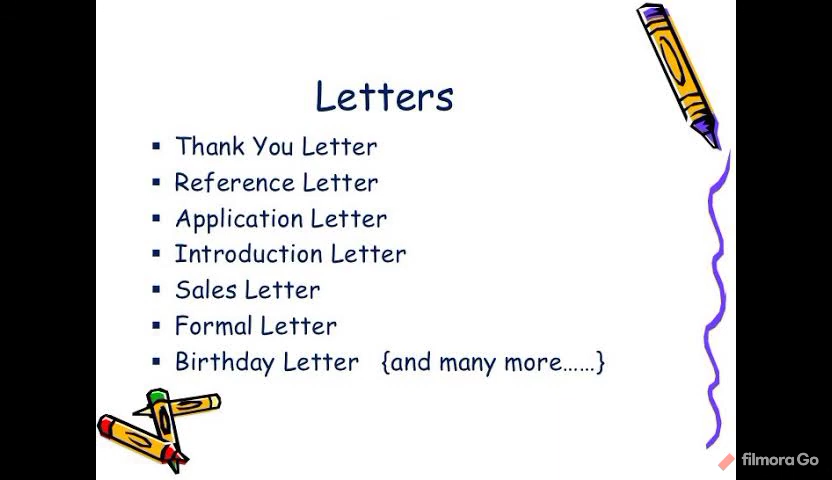 Letters
▪ Thank You Letter
▪ Reference Letter
▪ Application Letter
▪ Introduction Letter
▪ Sales Letter
▪ Formal Letter
▪ Birthday Letter {and many more......}
filmora Go